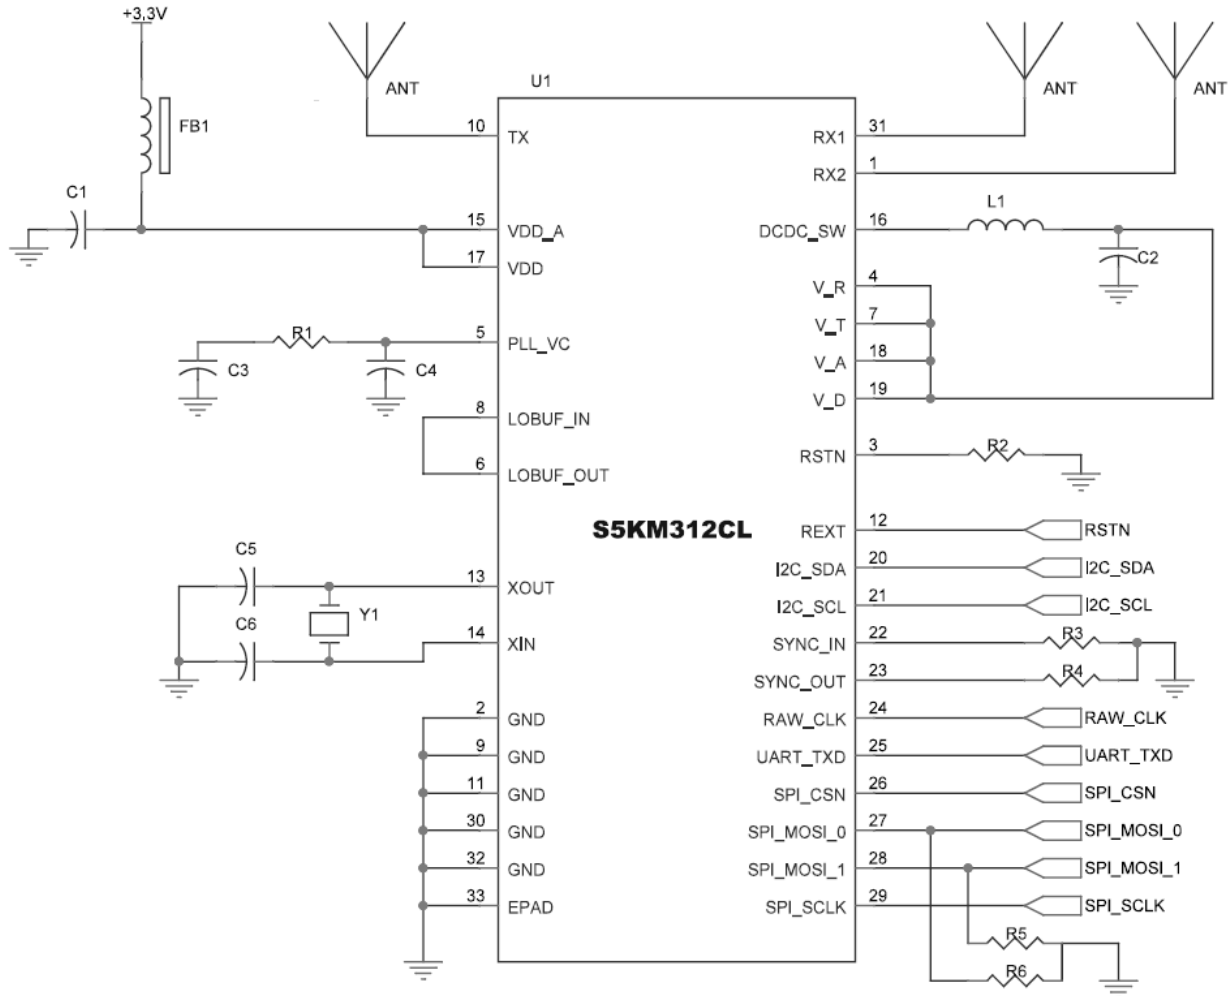 +3,3V
ANT
ANT
ANT
U1
FB1
10
TX
RX1
31
RX2
1
C1
15
VDD_A
17
VDD
DCDC_SW
16
L1
C2
V_R
4
V_T
7
V_A
18
V_D
19
R1
C3
C4
5
PLL_VC
8
LOBUF_IN
6
LOBUF_OUT
RSTN
3
R2
S5KM312CL
REXT
12
RSTN
I2C_SDA
20
I2C_SDA
I2C_SCL
21
I2C_SCL
C5
13
XOUT
Y1
C6
14
XIN
SYNC_IN
22
R3
SYNC_OUT
23
R4
2
GND
RAW_CLK
24
RAW_CLK
9
GND
UART_TXD
25
UART_TXD
11
GND
SPI_CSN
26
SPI_CSN
30
GND
SPI_MOSI_0
27
SPI_MOSI_0
32
GND
SPI_MOSI_1
28
SPI_MOSI_1
33
EPAD
SPI_SCLK
29
SPI_SCLK
R5
R6